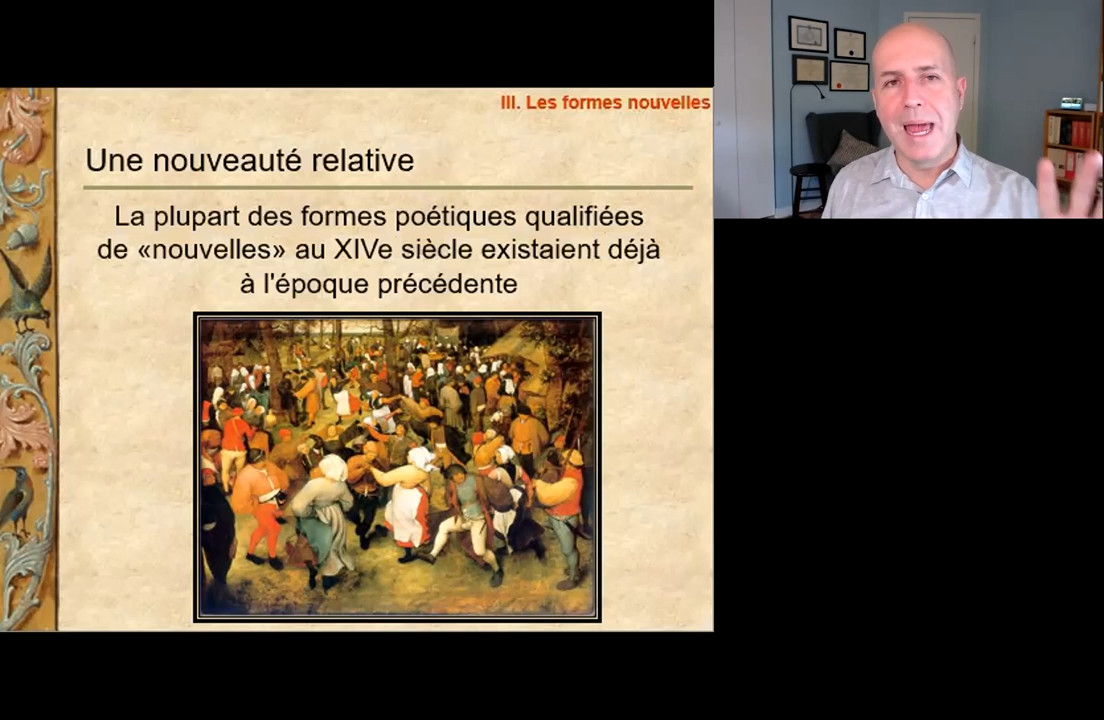 III. Les formes nouvelles
Une nouveauté relative
La plupart des formes poétiques qualifiées
de «nouvelles» au XIVe siècle existaient déjà
à l'époque précédente